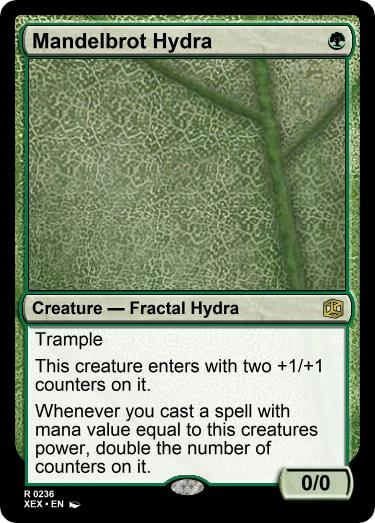 Mandelbrot Hydra
Creature — Fractal Hydra
Trample
This creature enters with two +1/+1
counters on it.
Whenever you cast a spell with
mana value equal to this creatures
power, double the number of
counters on it.
0/0
R 0236
XEX • EN